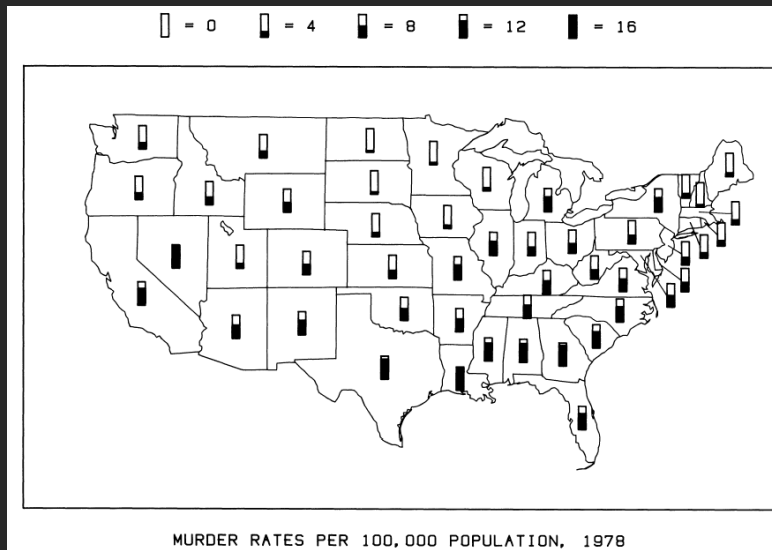 = 0 = 4 = 8 = 12 = 16
MURDER RATES PER 100,000 POPULATION, 1978